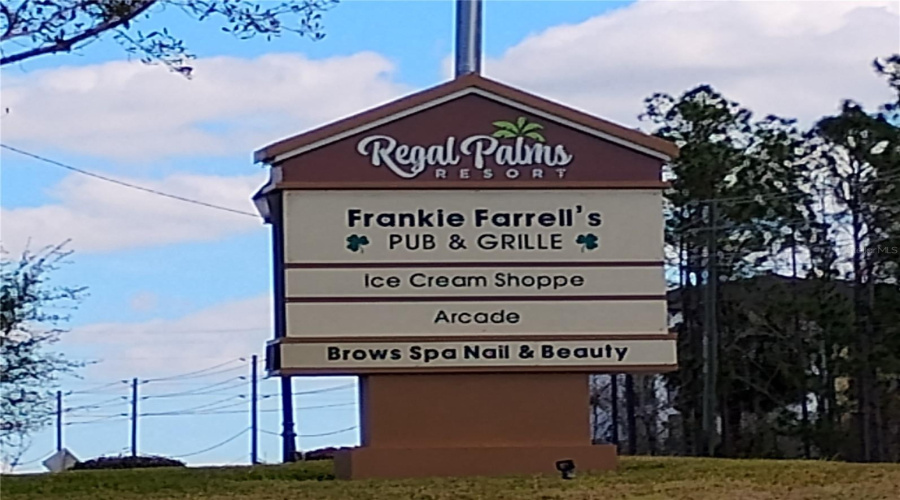 Regal Palms
RESORT
Frankie Farrell's
PUB & GRILLE
Ice Cream Shoppe
Arcade
Brows Spa Nail & Beauty